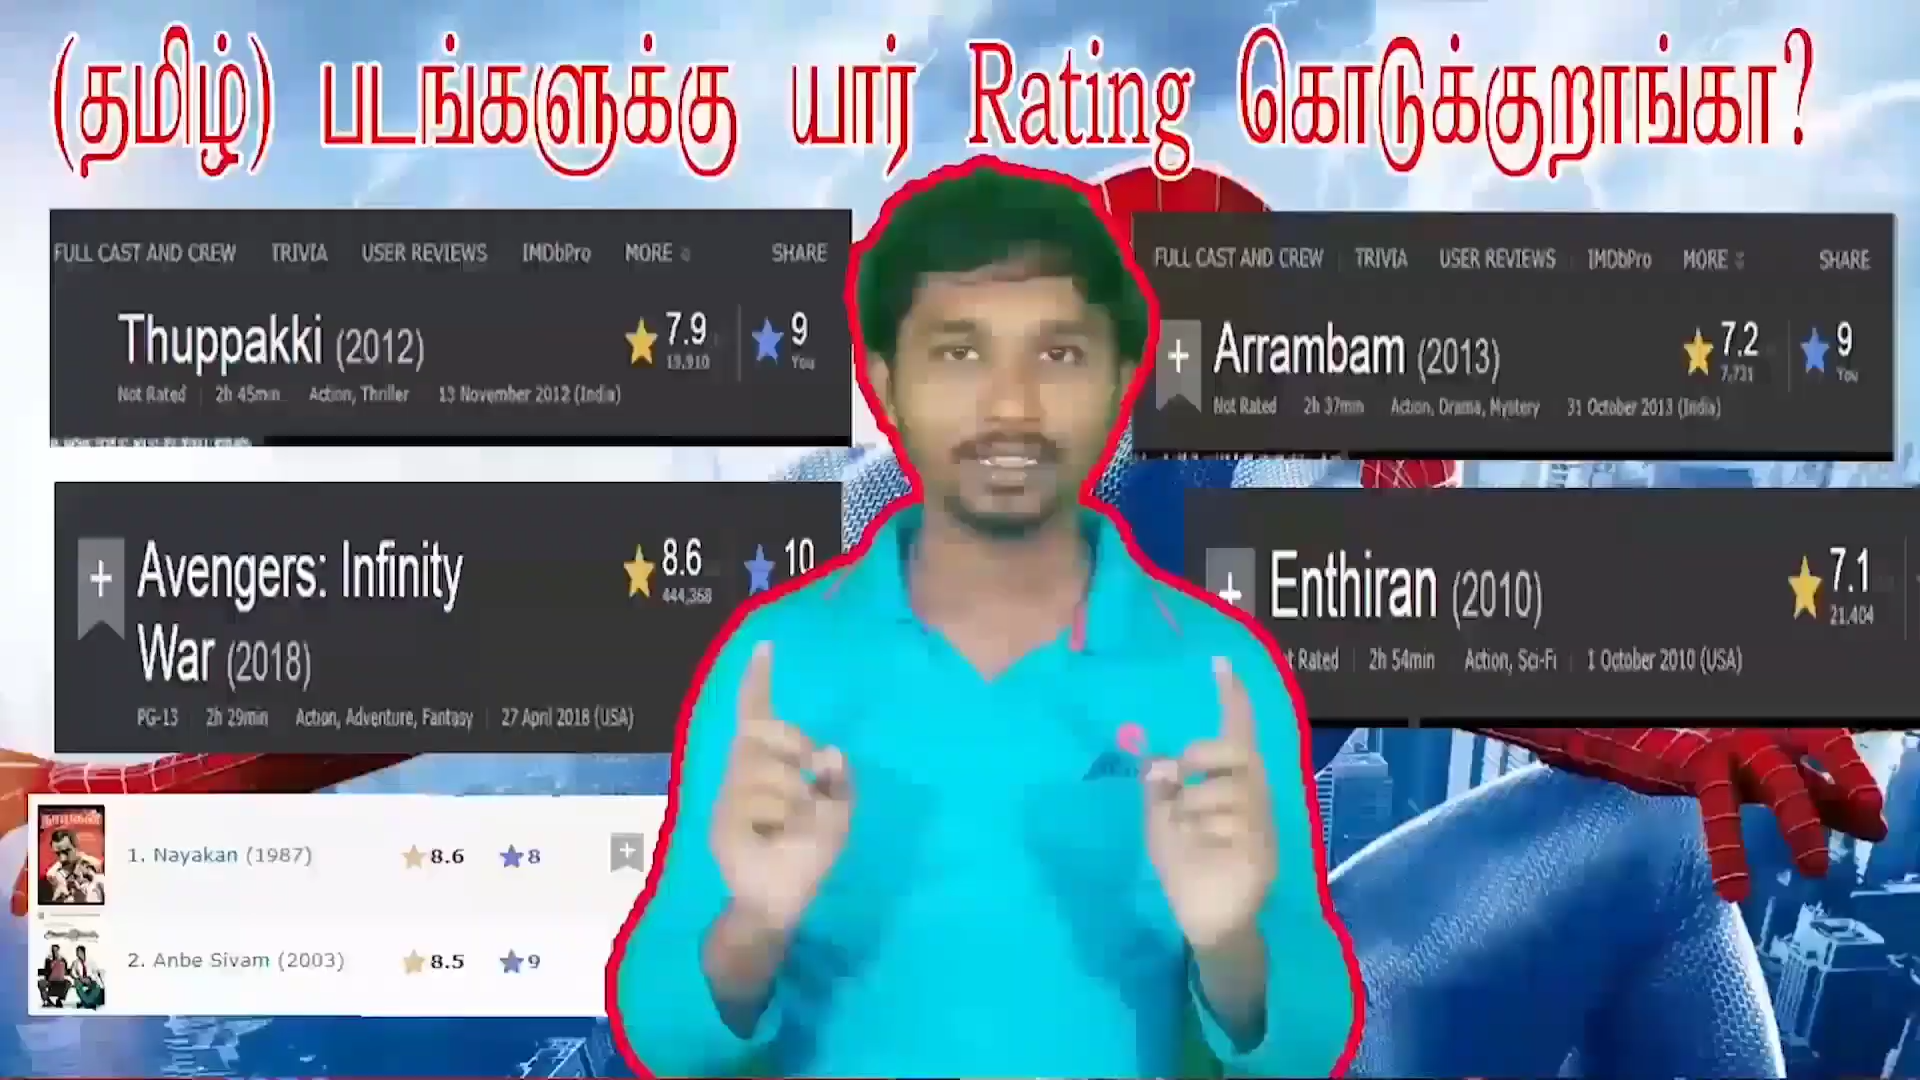 (தமிழ்) படங்களுக்கு யார் Rating கொடுக்குறாங்கா?
FULL CAST AND CREW TRIVIA USER REVIEWS IMDbPro MORE SHARE
Thuppakki (2012) 7.9 9
13,910 You
Not Rated 2h 45min Action, Thriller 13 November 2012 (India)
FULL CAST AND CREW TRIVIA USER REVIEWS IMDbPro MORE SHARE
+ Arrambam (2013) 7.2 9
7,731 You
Not Rated 2h 37min Action, Drama, Mystery 31 October 2013 (India)
+ Avengers: Infinity 8.6 10
444,368
War (2018)
PG-13 2h 29min Action, Adventure, Fantasy 27 April 2018 (USA)
+ Enthiran (2010) 7.1
21,404
Rated 2h 54min Action, Sci-Fi 1 October 2010 (USA)
நாயகன்
1. Nayakan (1987) 8.6 8 +
2. Anbe Sivam (2003) 8.5 9